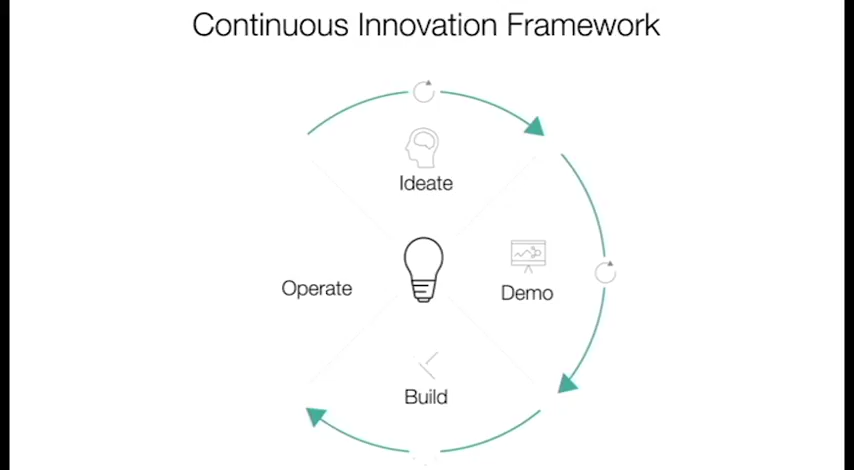 Continuous Innovation Framework
Ideate
Operate
Demo
Build